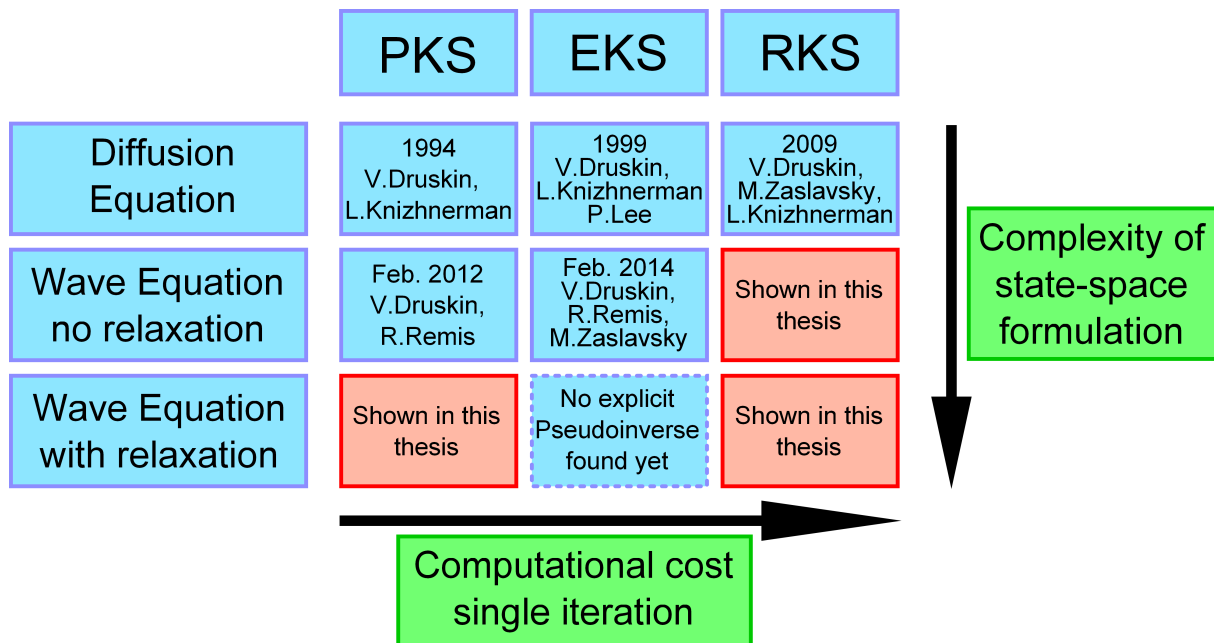 PKS
EKS
RKS
Diffusion
Equation
1994
V.Druskin,
L.Knizhnerman
1999
V.Druskin,
L.Knizhnerman
P.Lee
2009
V.Druskin,
M.Zaslavsky,
L.Knizhnerman
Wave Equation
no relaxation
Feb. 2012
V.Druskin,
R.Remis
Feb. 2014
V.Druskin,
R.Remis,
M.Zaslavsky
Shown in this
thesis
Wave Equation
with relaxation
Shown in this
thesis
No explicit
Pseudoinverse
found yet
Shown in this
thesis
Complexity of
state-space
formulation
Computational cost
single iteration